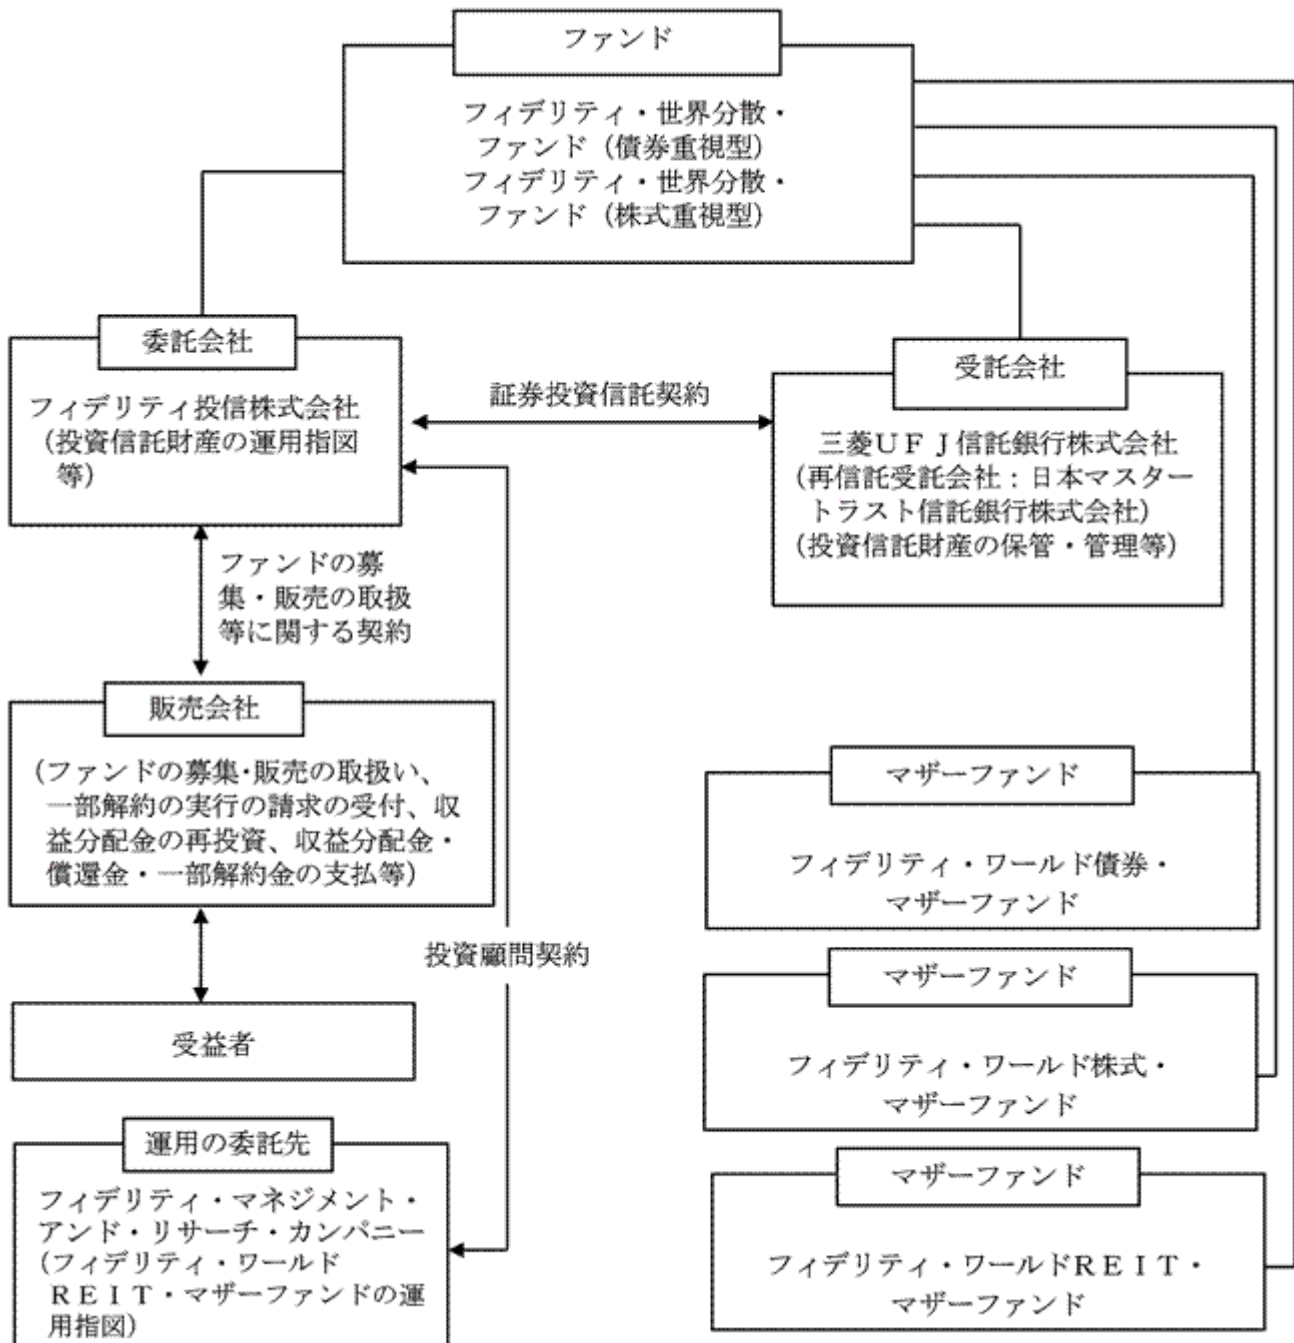 ファンド
フィデリティ・世界分散・
ファンド（債券重視型）
フィデリティ・世界分散・
ファンド（株式重視型）
委託会社
フィデリティ投信株式会社
（投資信託財産の運用指図
等）
証券投資信託契約
受託会社
三菱ＵＦＪ信託銀行株式会社
（再信託受託会社：日本マスター
トラスト信託銀行株式会社）
（投資信託財産の保管・管理等）
ファンドの募
集・販売の取扱
等に関する契約
販売会社
（ファンドの募集・販売の取扱い、
一部解約の実行の請求の受付、収
益分配金の再投資、収益分配金・
償還金・一部解約金の支払等）
投資顧問契約
受益者
運用の委託先
フィデリティ・マネジメント・
アンド・リサーチ・カンパニー
（フィデリティ・ワールド
ＲＥＩＴ・マザーファンドの運
用指図）
マザーファンド
フィデリティ・ワールド債券・
マザーファンド
マザーファンド
フィデリティ・ワールド株式・
マザーファンド
マザーファンド
フィデリティ・ワールドＲＥＩＴ・
マザーファンド